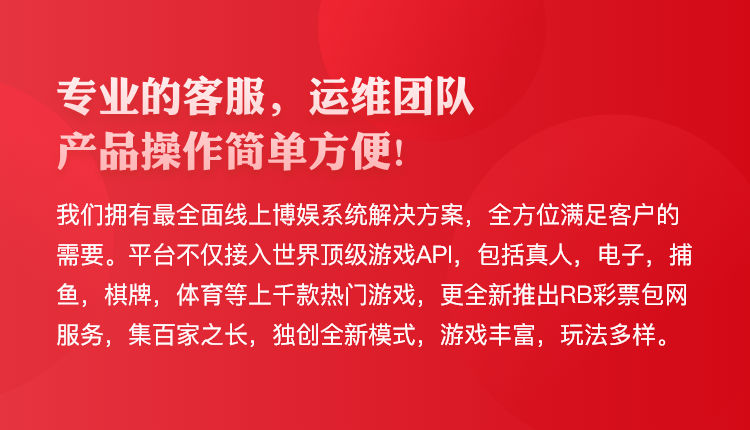 专业的客服，运维团队
产品操作简单方便!
我们拥有最全面线上博娱系统解决方案，全方位满足客户的
需要。平台不仅接入世界顶级游戏API，包括真人，电子，捕
鱼，棋牌，体育等上千款热门游戏，更全新推出RB彩票包网
服务，集百家之长，独创全新模式，游戏丰富，玩法多样。